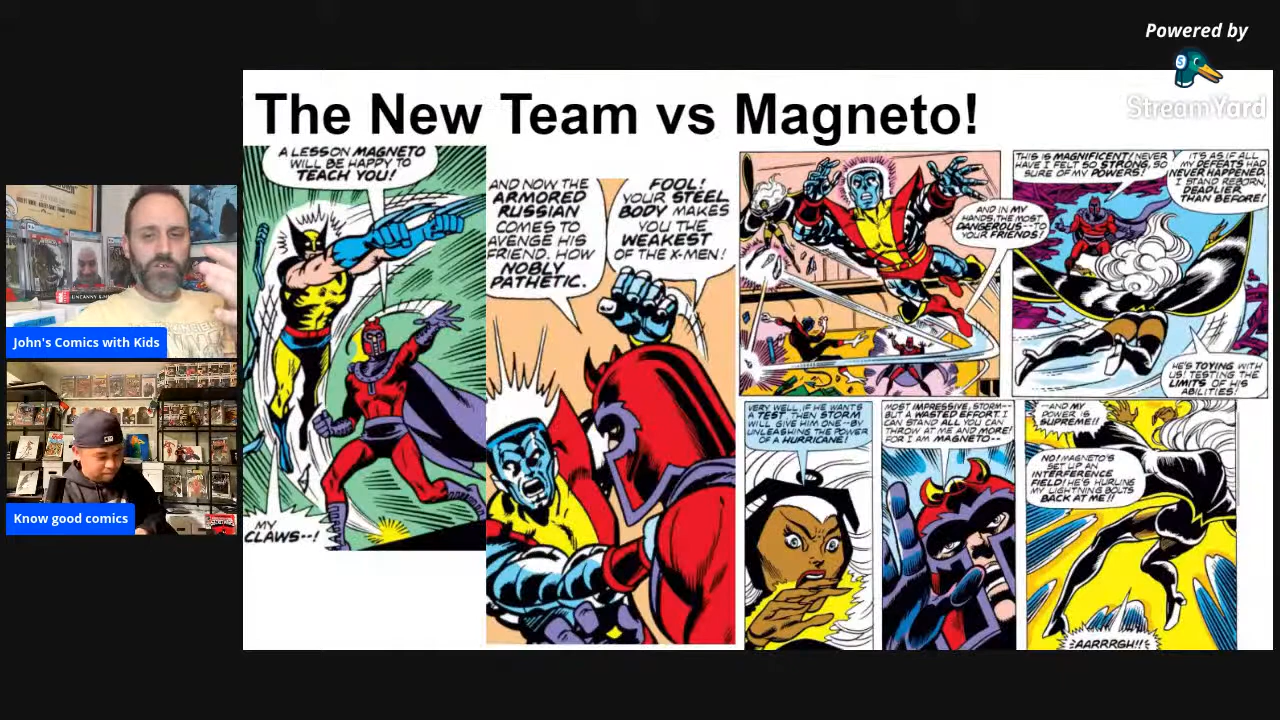 Powered by
StreamYard
The New Team vs Magneto!
A LESSON MAGNETO
WILL BE HAPPY TO
TEACH YOU!
MY
CLAWS--!
AND NOW THE
ARMORED
RUSSIAN
COMES TO
AVENGE HIS
FRIEND. HOW
NOBLY
PATHETIC.
FOOL!
YOUR STEEL
BODY MAKES
YOU THE
WEAKEST
OF THE X-MEN!
AND IN MY
HANDS, THE MOST
DANGEROUS--TO
YOUR FRIENDS!
THIS IS MAGNIFICENT! NEVER
HAVE I FELT SO STRONG, SO
SURE OF MY POWERS!
IT'S AS IF ALL
MY DEFEATS HAD
NEVER HAPPENED.
I STAND REBORN,
DEADLIER
THAN BEFORE!
HE'S TOYING WITH
US! TESTING THE
LIMITS OF HIS
ABILITIES!
VERY WELL, IF HE WANTS
A TEST, THEN STORM
WILL GIVE HIM ONE--BY
UNLEASHING THE POWER
OF A HURRICANE!
MOST IMPRESSIVE, STORM--
BUT A WASTED EFFORT. I
CAN STAND ALL YOU CAN
THROW AT ME AND MORE!
FOR I AM MAGNETO--
--AND MY
POWER IS
SUPREME!!
NO! MAGNETO'S
SET UP AN
INTERFERENCE
FIELD! HE'S HURLING
MY LIGHTNING BOLTS
BACK AT ME!!
AARRRGH!!
John's Comics with Kids
Know good comics